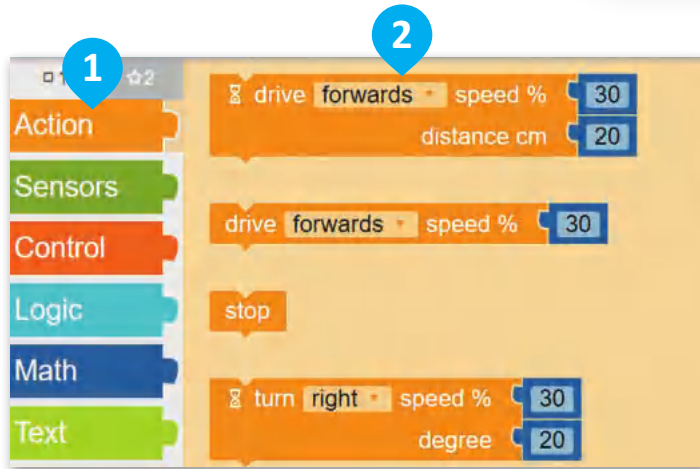 1
2
☆2
Action
Sensors
Control
Logic
Math
Text
drive forwards speed % 30
distance cm 20
drive forwards speed % 30
stop
turn right speed % 30
degree 20